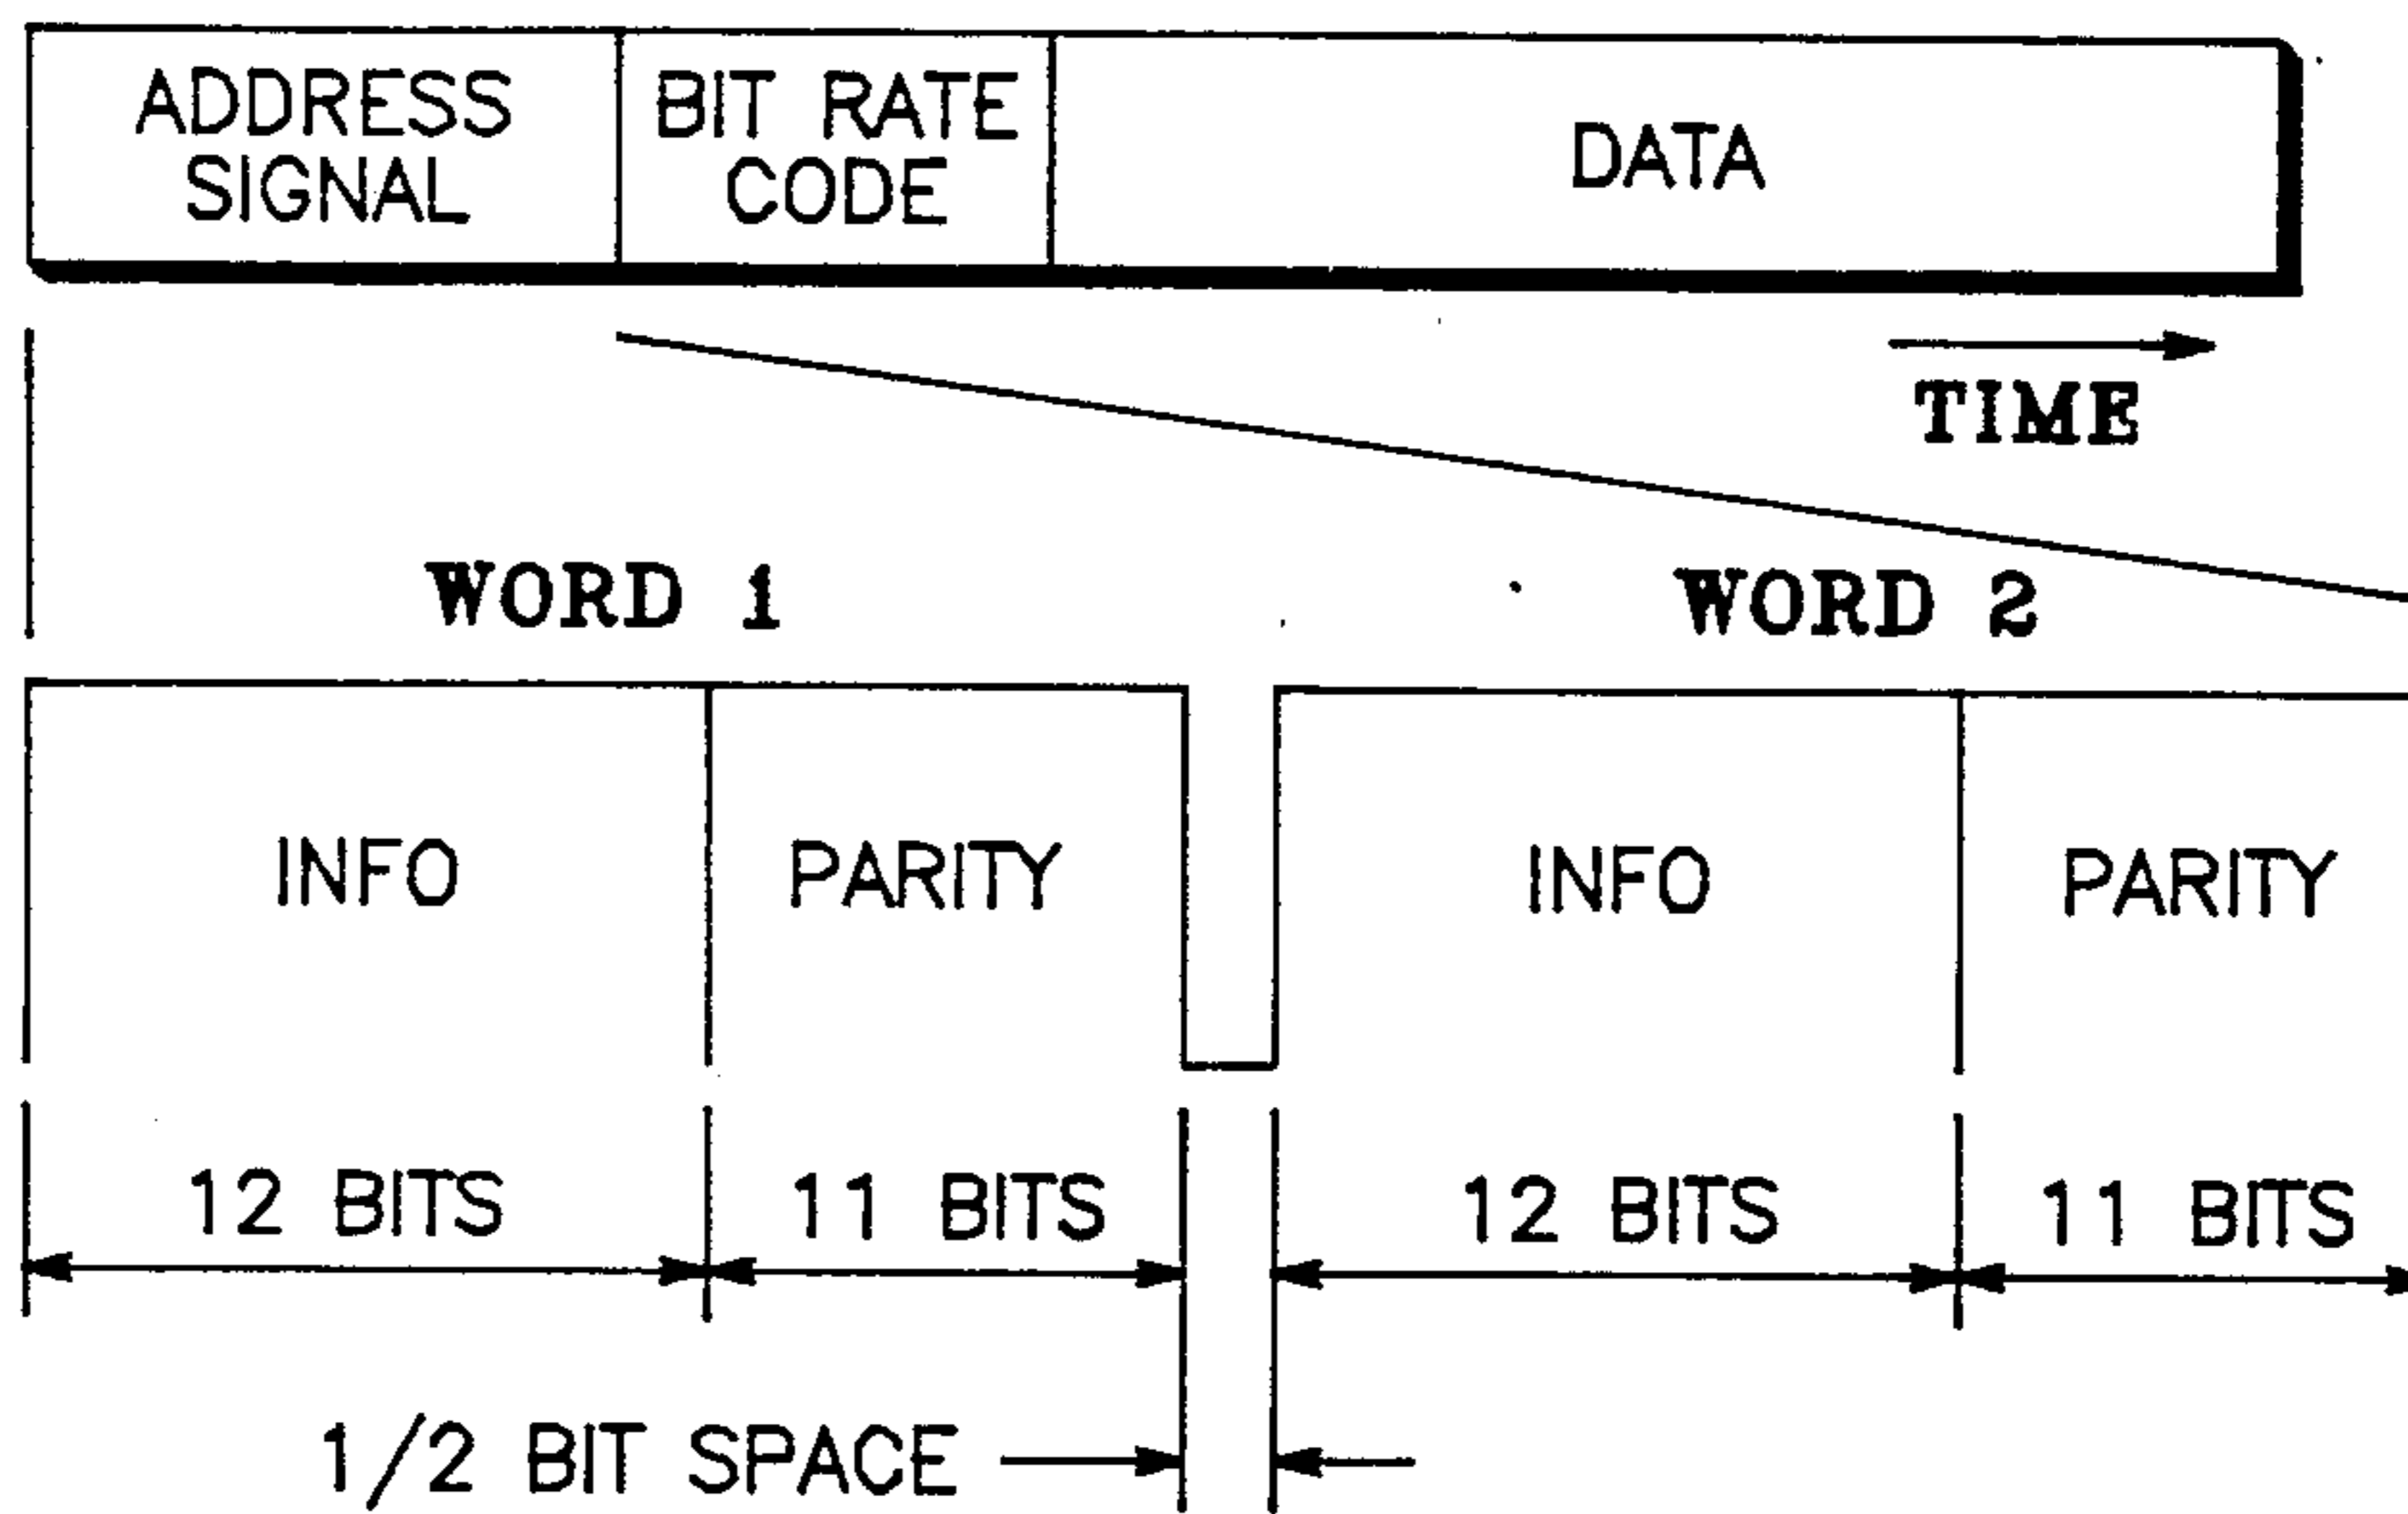 ADDRESS
SIGNAL
BIT RATE
CODE
DATA
TIME
WORD 1
WORD 2
INFO
PARITY
INFO
PARITY
12 BITS
11 BITS
12 BITS
11 BITS
1/2 BIT SPACE